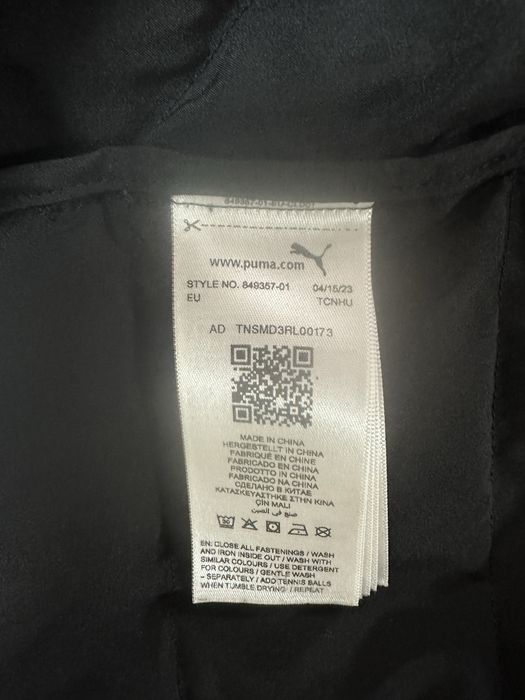 www.puma.com
STYLE NO. 849357-01 04/15/23
EU TCNHU
AD TNSMD3RL00173
MADE IN CHINA
HERGESTELLT IN CHINA
FABRIQUÉ EN CHINE
FABRICADO EN CHINA
PRODOTTO IN CHINA
FABRICADO NA CHINA
СДЕЛАНО В КИТАЕ
ΚΑΤΑΣΚΕΥΑΣΤΗΚΕ ΣΤΗΝ ΚΙΝΑ
ÇİN MALI
صنع في الصين
EN: CLOSE ALL FASTENINGS / WASH
AND IRON INSIDE OUT / WASH WITH
SIMILAR COLOURS / USE DETERGENT
FOR COLOURS / GENTLE WASH
- SEPARATELY / ADD TENNIS BALLS
WHEN TUMBLE DRYING / REPEAT